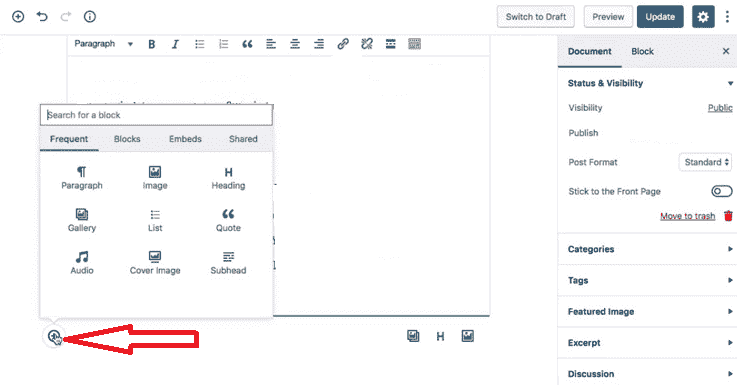 Switch to Draft Preview Update
Paragraph B I
Document Block
Status & Visibility
Visibility Public
Publish
Post Format Standard
Stick to the Front Page
Move to trash
Categories
Tags
Featured Image
Excerpt
Discussion
Search for a block
Frequent Blocks Embeds Shared
Paragraph Image Heading
Gallery List Quote
Audio Cover Image Subhead